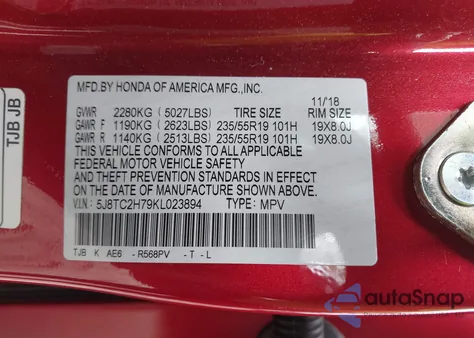 TJB JB
MFD.BY HONDA OF AMERICA MFG.,INC.
11/18
GVWR 2280KG (5027LBS) TIRE SIZE RIM SIZE
GAWR F 1190KG (2623LBS) 235/55R19 101H 19X8.0J
GAWR R 1140KG (2513LBS) 235/55R19 101H 19X8.0J
THIS VEHICLE CONFORMS TO ALL APPLICABLE
FEDERAL MOTOR VEHICLE SAFETY
AND THEFT PREVENTION STANDARDS IN EFFECT
ON THE DATE OF MANUFACTURE SHOWN ABOVE.
V.I.N.: 5J8TC2H79KL023894 TYPE: MPV
TJB K AE6 - R568PV - T - L
autoSnap
Pictures. Data. Online.